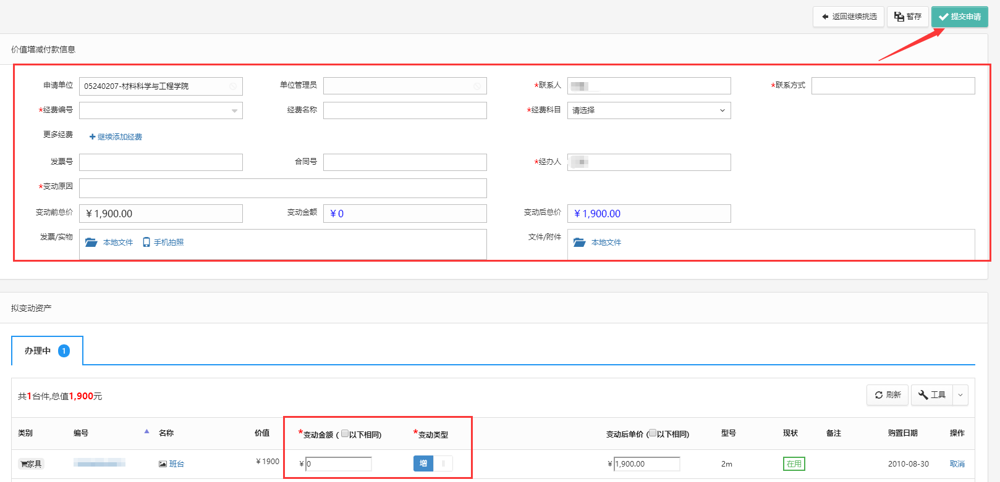 返回继续挑选 暂存 提交申请
价值增减付款信息
申请单位 05240207-材料科学与工程学院 单位管理员 *联系人 *联系方式
*经费编号 经费名称 *经费科目 请选择
更多经费 继续添加经费
发票号 合同号 *经办人
*变动原因
变动前总价 ¥ 1,900.00 变动金额 ¥ 0 变动后总价 ¥ 1,900.00
发票/实物 本地文件 手机拍照 文件/附件 本地文件
拟变动资产
办理中 1
共1台件,总值1,900元 刷新 工具
类别 编号 名称 价值 *变动金额 ( 以下相同) *变动类型 变动后单价 ( 以下相同) 型号 现状 备注 购置日期 操作
家具 班台 ¥ 1900 ¥ 0 增 ¥ 1,900.00 2m 在用 2010-08-30 取消